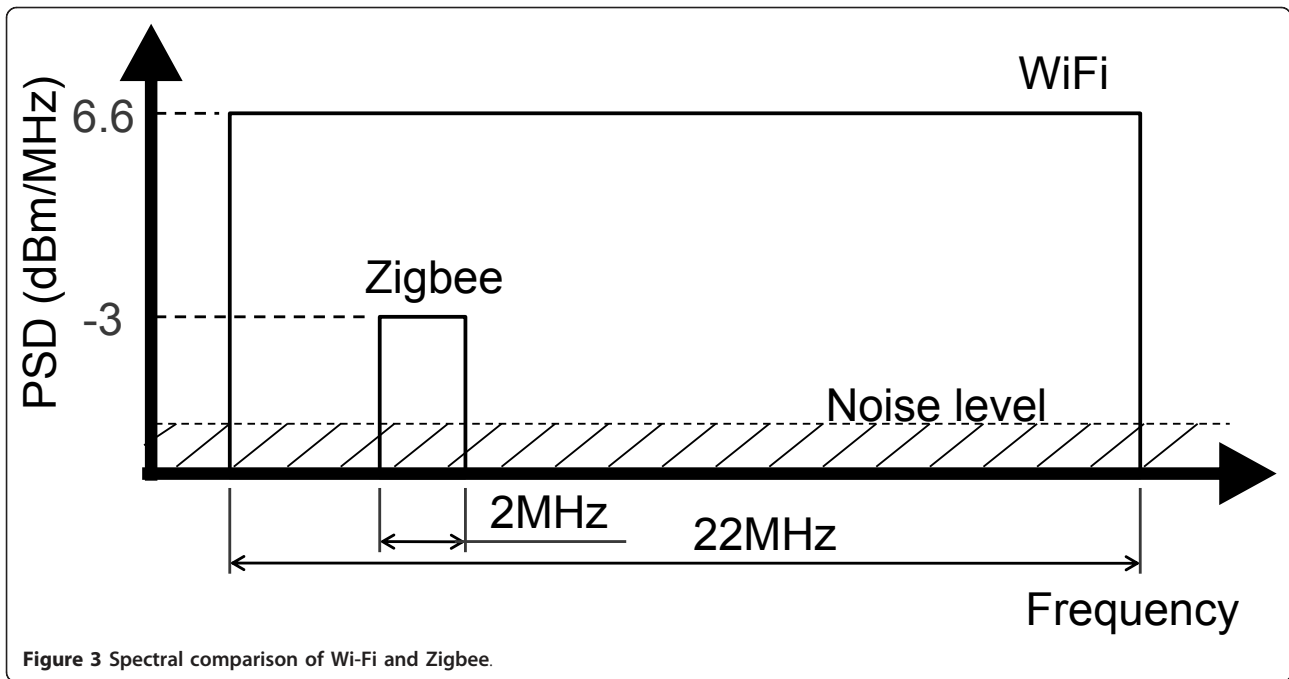 WiFi
PSD (dBm/MHz)
6.6
Zigbee
-3
Noise level
2MHz
22MHz
Frequency
Figure 3 Spectral comparison of Wi-Fi and Zigbee.